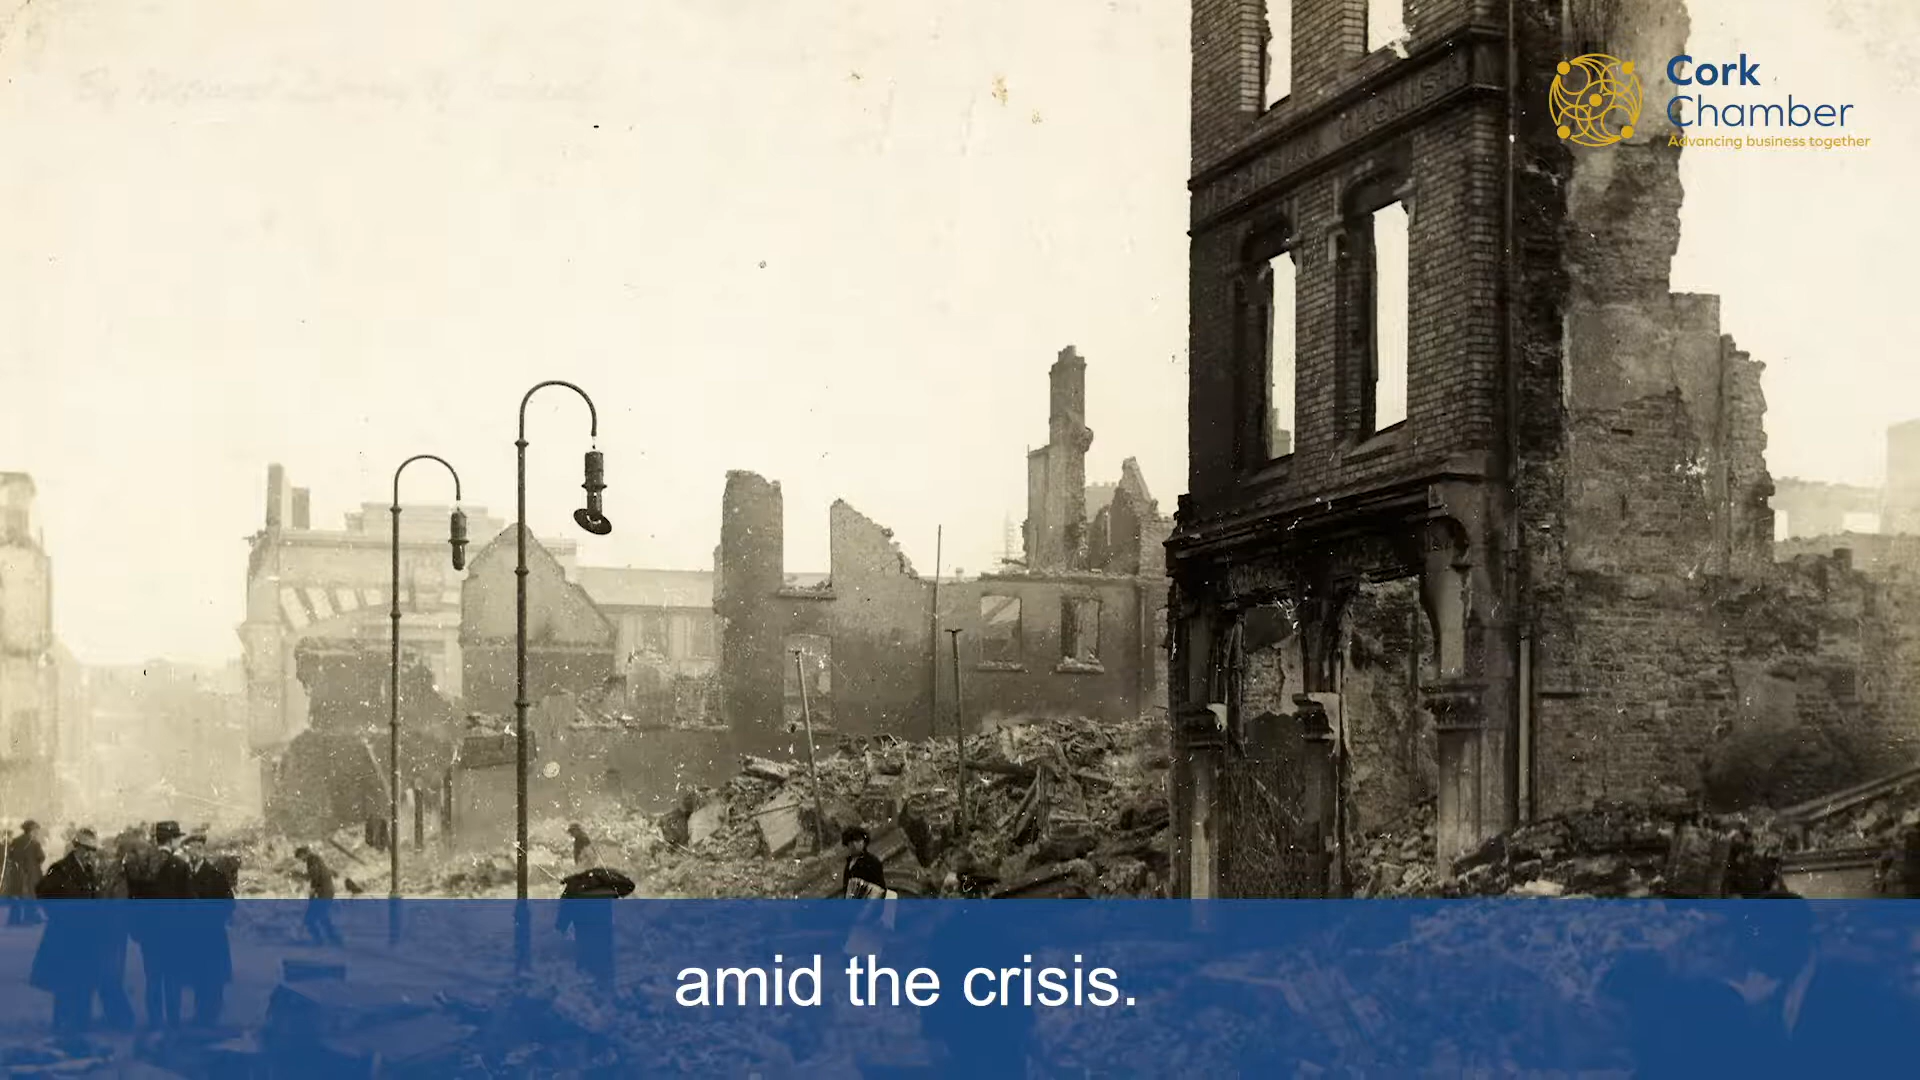 Cork
Chamber
Advancing business together
amid the crisis.